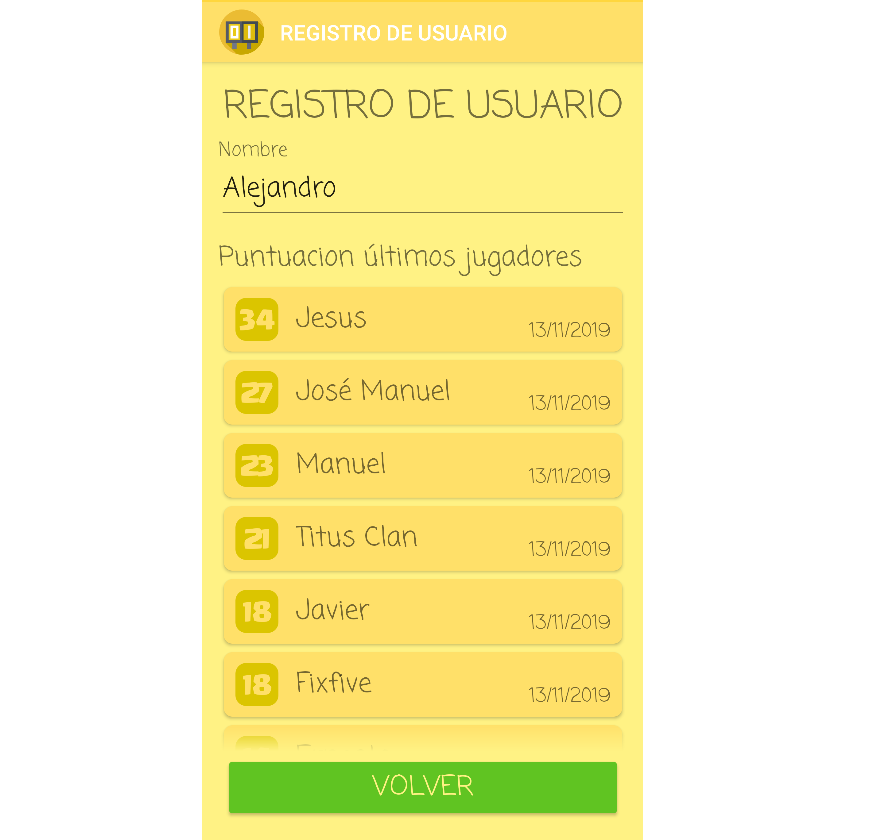 01
REGISTRO DE USUARIO
REGISTRO DE USUARIO
Nombre
Alejandro
Puntuacion últimos jugadores
34 Jesus 13/11/2019
27 José Manuel 13/11/2019
23 Manuel 13/11/2019
21 Titus Clan 13/11/2019
18 Javier 13/11/2019
18 Fixfive 13/11/2019
VOLVER